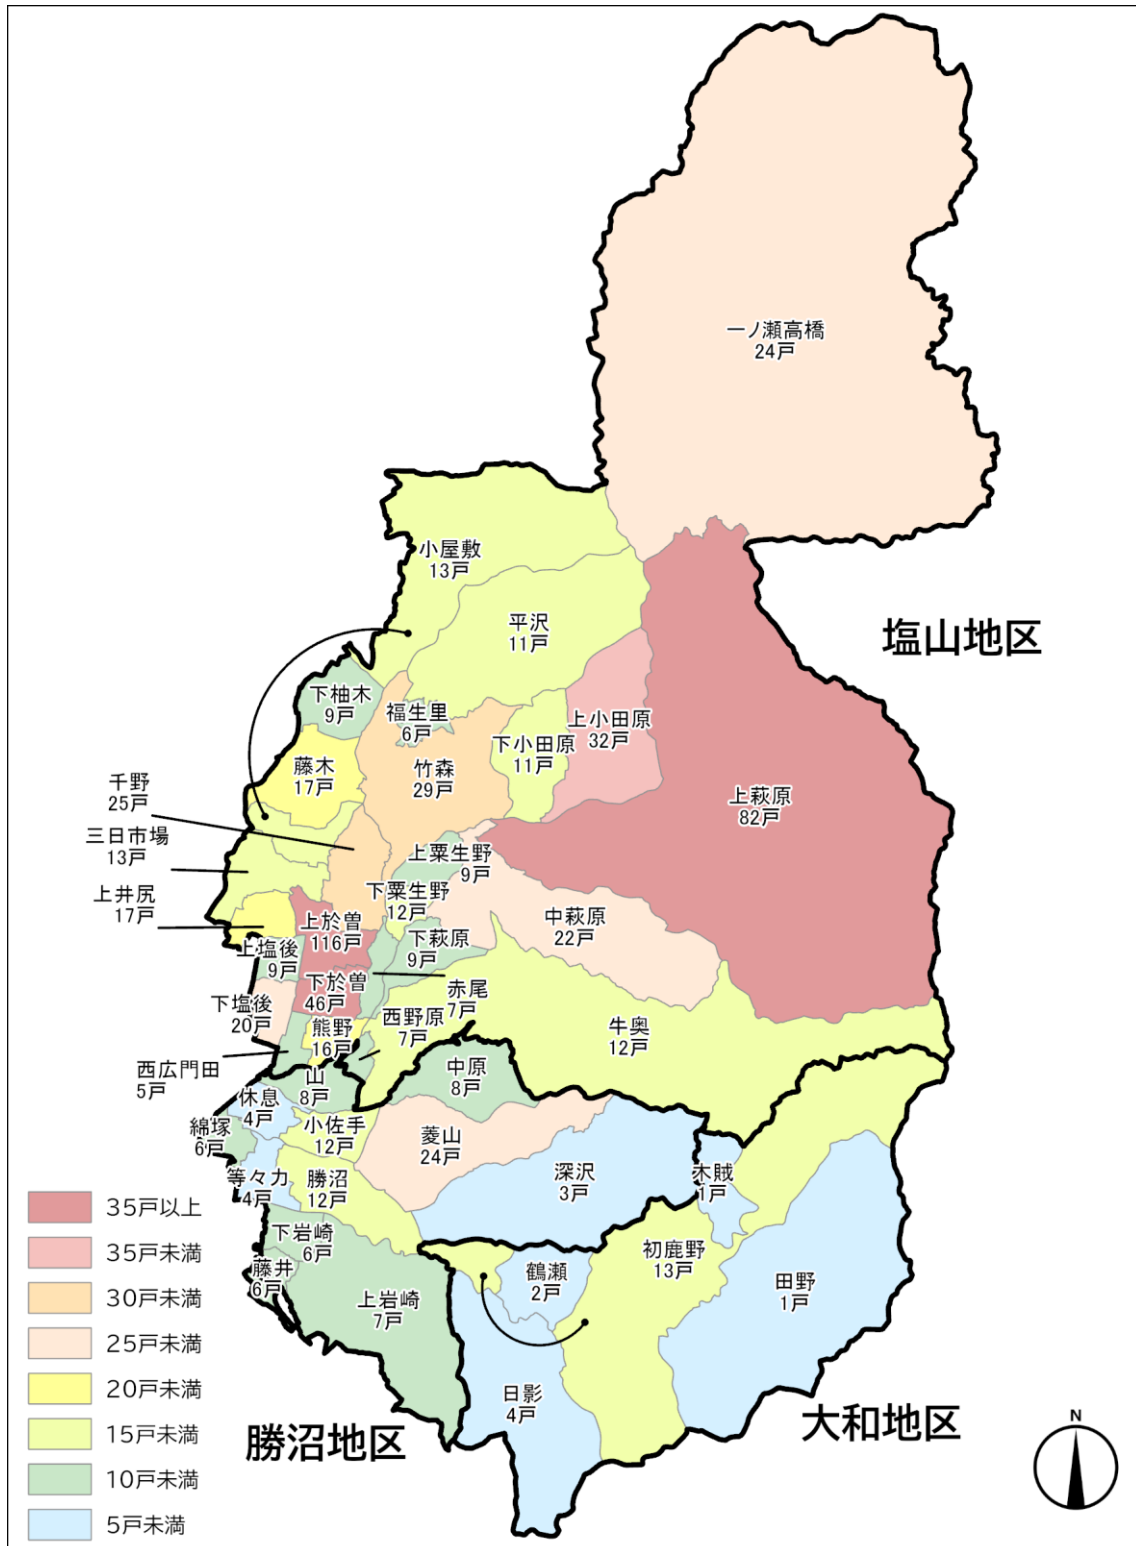 一ノ瀬高橋
24戸
小屋敷
13戸
平沢
11戸
塩山地区
下柚木
9戸
福生里
6戸
上小田原
32戸
下小田原
11戸
藤木
17戸
竹森
29戸
千野
25戸
上萩原
82戸
三日市場
13戸
上粟生野
9戸
上井尻
17戸
下粟生野
12戸
中萩原
22戸
上於曽
116戸
下萩原
9戸
上塩後
9戸
下於曽
46戸
赤尾
7戸
下塩後
20戸
西野原
7戸
熊野
16戸
牛奥
12戸
西広門田
5戸
山
8戸
中原
8戸
休息
4戸
綿塚
6戸
小佐手
12戸
菱山
24戸
等々力
4戸
勝沼
12戸
深沢
3戸
木賊
1戸
下岩崎
6戸
初鹿野
13戸
藤井
6戸
鶴瀬
2戸
田野
1戸
上岩崎
7戸
日影
4戸
勝沼地区
大和地区
N
35戸以上
35戸未満
30戸未満
25戸未満
20戸未満
15戸未満
10戸未満
5戸未満